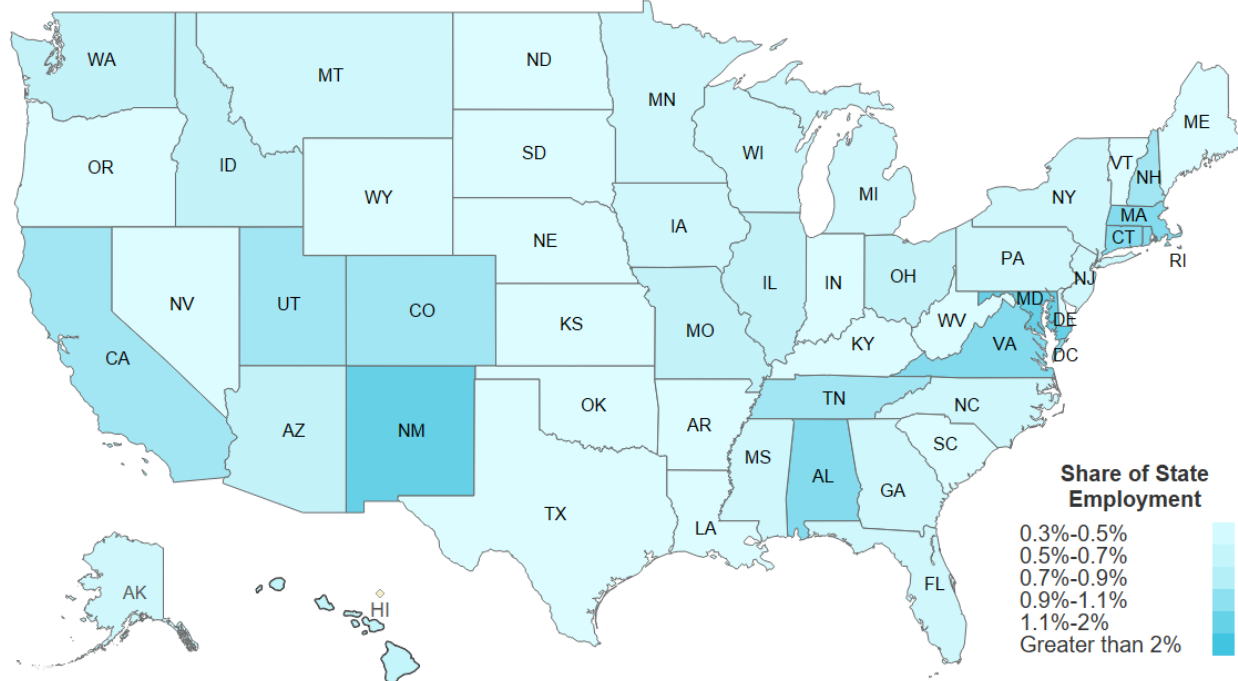 WA
MT
ND
MN
ME
OR
ID
SD
WI
MI
VT
NH
NY
MA
CT
RI
WY
IA
NE
PA
NJ
NV
UT
CO
IL
IN
OH
MD
DE
WV
VA
DC
CA
KS
MO
KY
AZ
NM
OK
AR
TN
NC
SC
MS
AL
GA
TX
LA
FL
AK
HI
Share of State
Employment
0.3%-0.5%
0.5%-0.7%
0.7%-0.9%
0.9%-1.1%
1.1%-2%
Greater than 2%